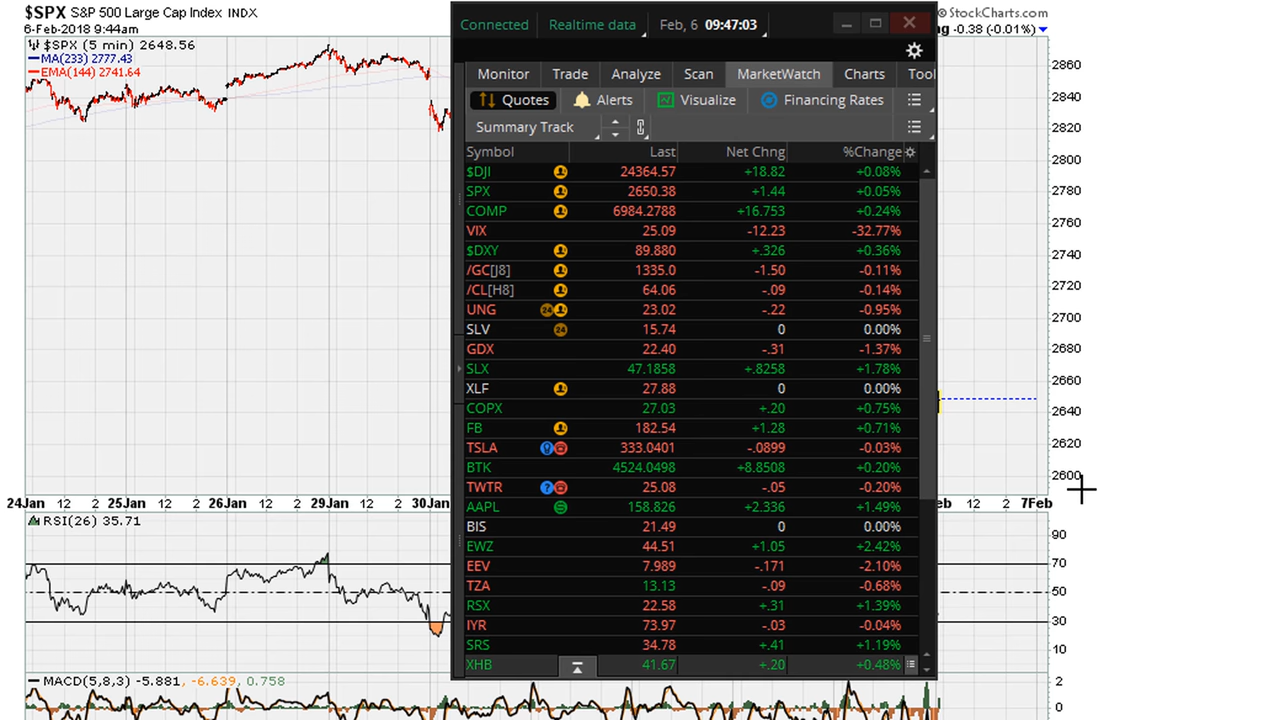 $SPX S&P 500 Large Cap Index INDX
© StockCharts.com
6-Feb-2018 9:44am
-0.38 (-0.01%)
$SPX (5 min) 2648.56
MA(233) 2777.43
EMA(144) 2741.64
Connected Realtime data Feb, 6 09:47:03
Monitor Trade Analyze Scan MarketWatch Charts Tool
Quotes Alerts Visualize Financing Rates
Summary Track
Symbol Last Net Chng %Change
$DJI 24364.57 +18.82 +0.08%
SPX 2650.38 +1.44 +0.05%
COMP 6984.2788 +16.753 +0.24%
VIX 25.09 -12.23 -32.77%
$DXY 89.880 +.326 +0.36%
/GC[J8] 1335.0 -1.50 -0.11%
/CL[H8] 64.06 -.09 -0.14%
UNG 24 23.02 -.22 -0.95%
SLV 24 15.74 0 0.00%
GDX 22.40 -.31 -1.37%
SLX 47.1858 +.8258 +1.78%
XLF 27.88 0 0.00%
COPX 27.03 +.20 +0.75%
FB 182.54 +1.28 +0.71%
TSLA 333.0401 -.0899 -0.03%
BTK 4524.0498 +8.8508 +0.20%
TWTR ? 25.08 -.05 -0.20%
AAPL 158.826 +2.336 +1.49%
BIS 21.49 0 0.00%
EWZ 44.51 +1.05 +2.42%
EEV 7.989 -.171 -2.10%
TZA 13.13 -.09 -0.68%
RSX 22.58 +.31 +1.39%
IYR 73.97 -.03 -0.04%
SRS 34.78 +.41 +1.19%
XHB 41.67 +.20 +0.48%
2860
2840
2820
2800
2780
2760
2740
2720
2700
2680
2660
2640
2620
2600
24Jan 12 2 25Jan 12 2 26Jan 12 2 29Jan 12 2 30Jan
eb 12 2 7Feb
RSI(26) 35.71
90
70
50
30
10
MACD(5,8,3) -5.881, -6.639, 0.758
2
0